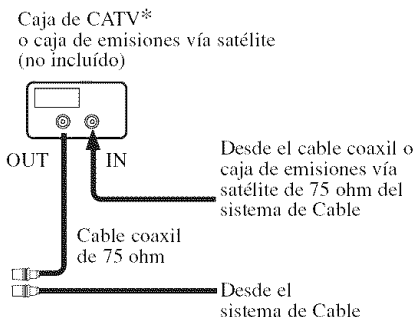 Caja de CATV*
o caja de emisiones vía satélite
(no incluído)
OUT
IN
Desde el cable coaxil o
caja de emisiones vía
satélite de 75 ohm del
sistema de Cable
Cable coaxil
de 75 ohm
Desde el
sistema de Cable